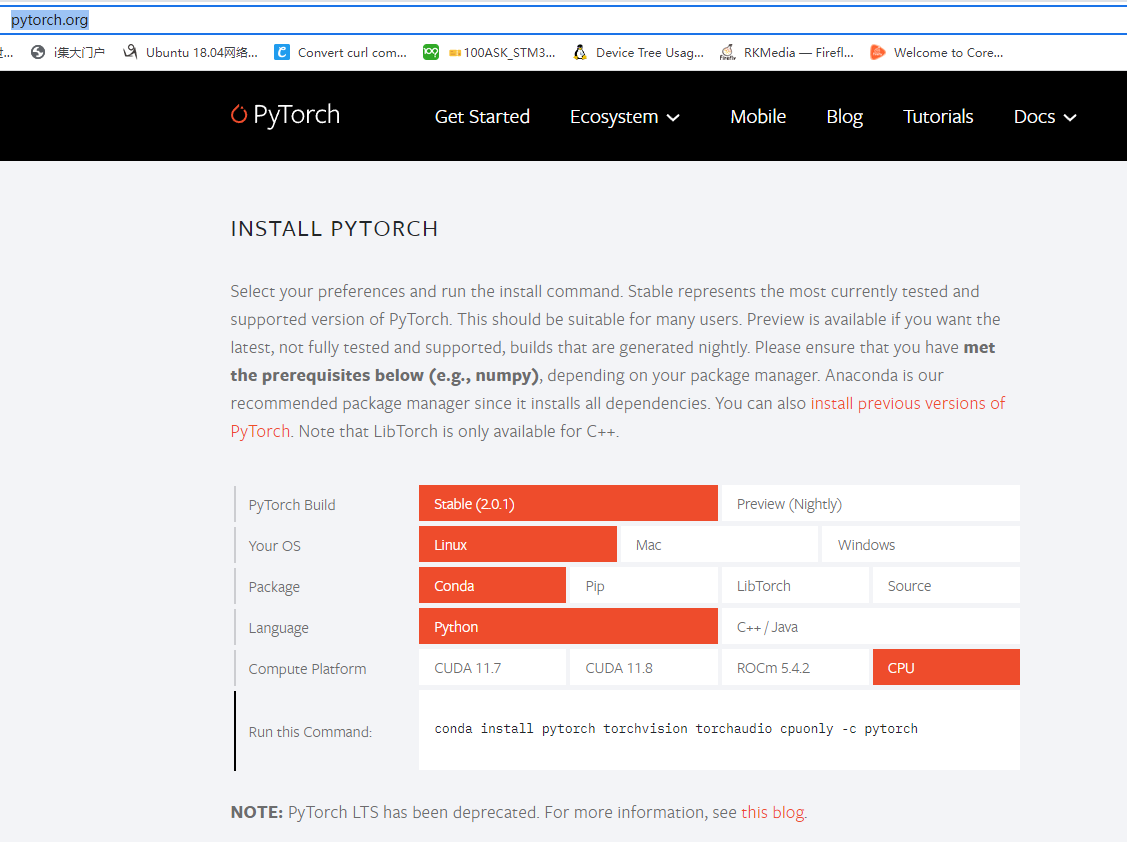 pytorch.org
i集大门户 Ubuntu 18.04网络... Convert curl com... 100ASK_STM3... Device Tree Usag... RKMedia — Firefl... Welcome to Core...
PyTorch Get Started Ecosystem Mobile Blog Tutorials Docs
INSTALL PYTORCH
Select your preferences and run the install command. Stable represents the most currently tested and
supported version of PyTorch. This should be suitable for many users. Preview is available if you want the
latest, not fully tested and supported, builds that are generated nightly. Please ensure that you have met
the prerequisites below (e.g., numpy), depending on your package manager. Anaconda is our
recommended package manager since it installs all dependencies. You can also install previous versions of
PyTorch. Note that LibTorch is only available for C++.
PyTorch Build Stable (2.0.1) Preview (Nightly)
Your OS Linux Mac Windows
Package Conda Pip LibTorch Source
Language Python C++ / Java
Compute Platform CUDA 11.7 CUDA 11.8 ROCm 5.4.2 CPU
Run this Command: conda install pytorch torchvision torchaudio cpuonly -c pytorch
NOTE: PyTorch LTS has been deprecated. For more information, see this blog.